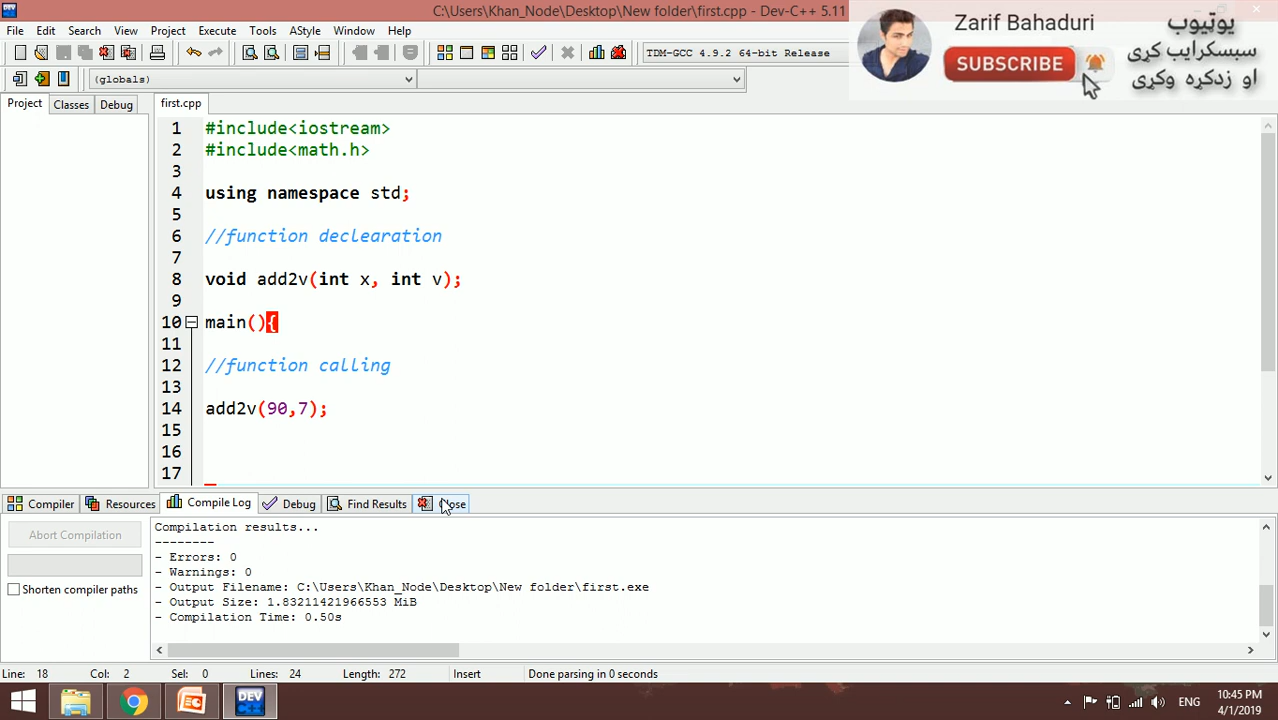 C:\Users\Khan_Node\Desktop\New folder\first.cpp - Dev-C++ 5.11
File Edit Search View Project Execute Tools AStyle Window Help
TDM-GCC 4.9.2 64-bit Release
(globals)
Zarif Bahaduri
SUBSCRIBE
یوټیوب
سبسکرایب کړی
او زدکړه وکړی
Project Classes Debug first.cpp
1 #include<iostream>
2 #include<math.h>
3
4 using namespace std;
5
6 //function declearation
7
8 void add2v(int x, int v);
9
10 main(){
11
12 //function calling
13
14 add2v(90,7);
15
16
17
Compiler Resources Compile Log Debug Find Results
Abort Compilation
Shorten compiler paths
Compilation results...
--------
- Errors: 0
- Warnings: 0
- Output Filename: C:\Users\Khan_Node\Desktop\New folder\first.exe
- Output Size: 1.83211421966553 MiB
- Compilation Time: 0.50s
Line: 18 Col: 2 Sel: 0 Lines: 24 Length: 272 Insert Done parsing in 0 seconds
DEV
ENG
10:45 PM
4/1/2019